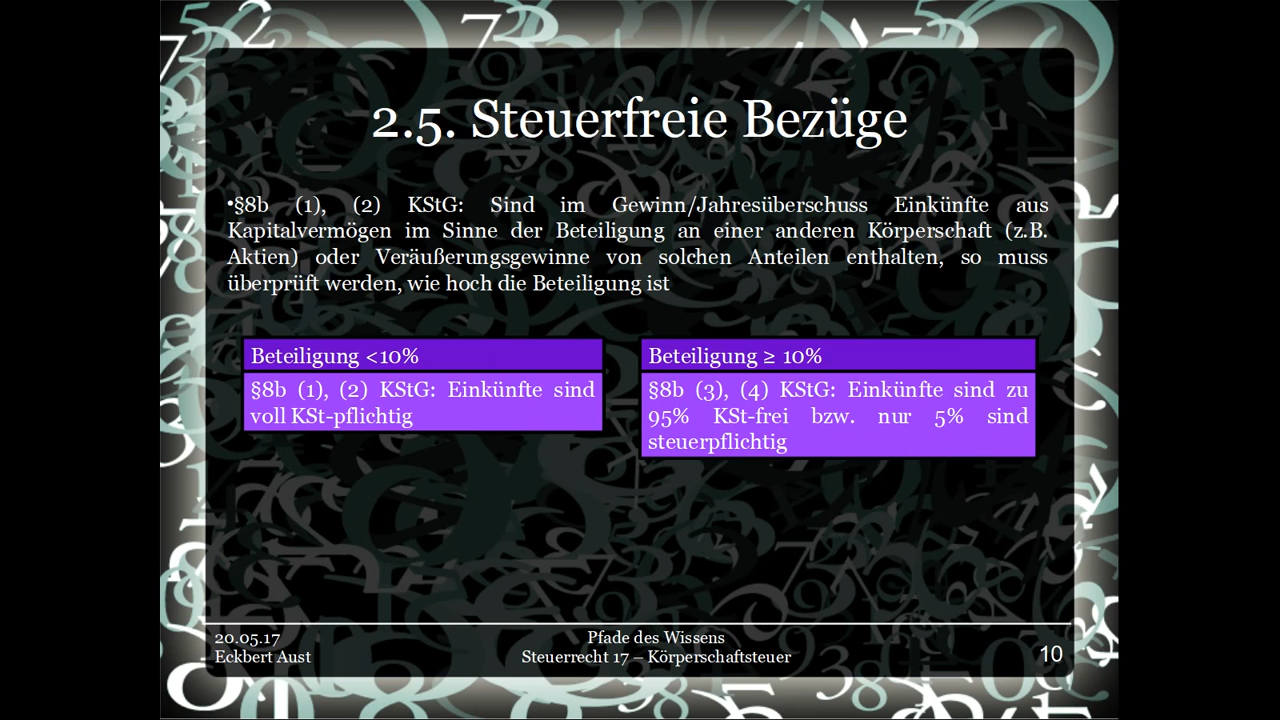 2.5. Steuerfreie Bezüge
•§8b (1), (2) KStG: Sind im Gewinn/Jahresüberschuss Einkünfte aus
Kapitalvermögen im Sinne der Beteiligung an einer anderen Körperschaft (z.B.
Aktien) oder Veräußerungsgewinne von solchen Anteilen enthalten, so muss
überprüft werden, wie hoch die Beteiligung ist
Beteiligung <10%
§8b (1), (2) KStG: Einkünfte sind
voll KSt-pflichtig
Beteiligung ≥ 10%
§8b (3), (4) KStG: Einkünfte sind zu
95% KSt-frei bzw. nur 5% sind
steuerpflichtig
20.05.17
Eckbert Aust
Pfade des Wissens
Steuerrecht 17 – Körperschaftsteuer
10